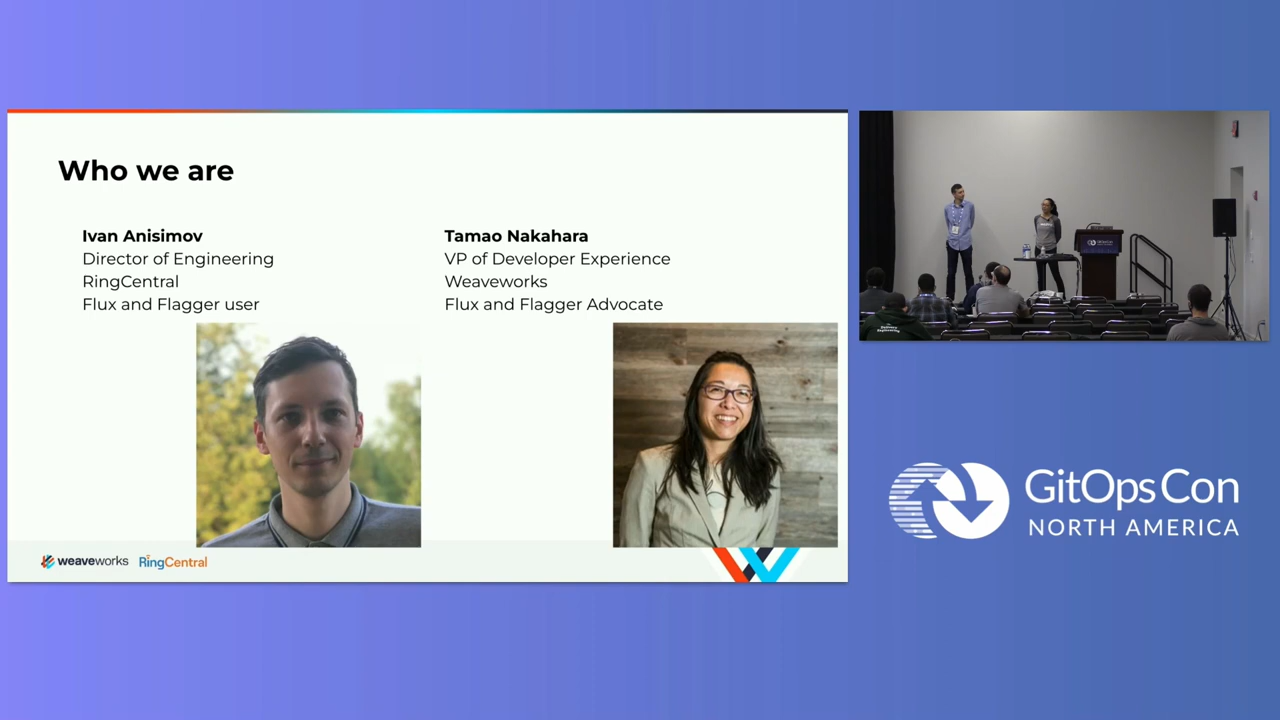 Who we are
Ivan Anisimov
Director of Engineering
RingCentral
Flux and Flagger user
Tamao Nakahara
VP of Developer Experience
Weaveworks
Flux and Flagger Advocate
weaveworks
RingCentral
GitOpsCon
NORTH AMERICA